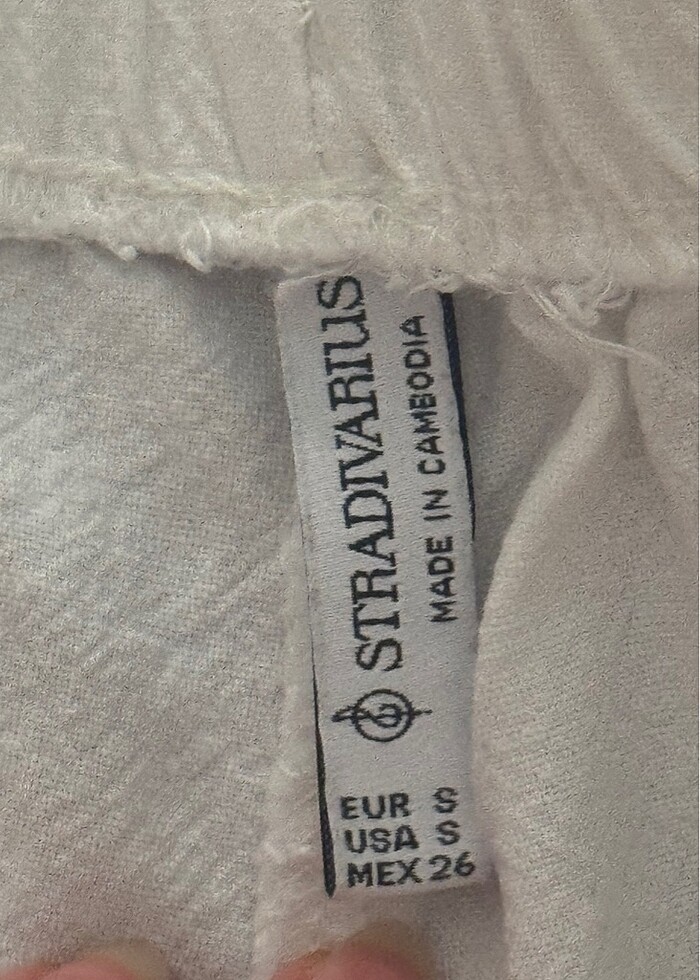 STRADIVARIUS
MADE IN CAMBODIA
EUR S
USA S
MEX 26